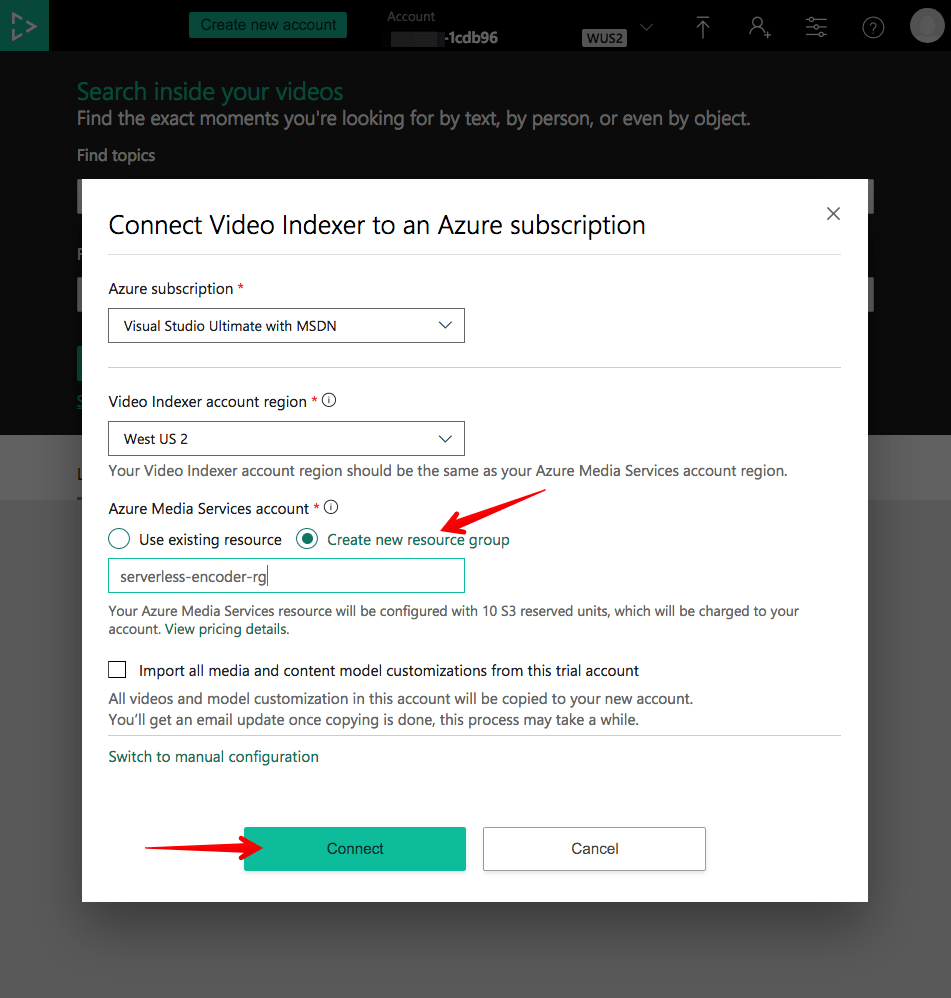 Create new account
Account
-1cdb96
WUS2
Search inside your videos
Find the exact moments you're looking for by text, by person, or even by object.
Find topics
Connect Video Indexer to an Azure subscription
Azure subscription *
Visual Studio Ultimate with MSDN
Video Indexer account region *
West US 2
Your Video Indexer account region should be the same as your Azure Media Services account region.
Azure Media Services account *
Use existing resource
Create new resource group
serverless-encoder-rg
Your Azure Media Services resource will be configured with 10 S3 reserved units, which will be charged to your
account. View pricing details.
Import all media and content model customizations from this trial account
All videos and model customization in this account will be copied to your new account.
You'll get an email update once copying is done, this process may take a while.
Switch to manual configuration
Connect
Cancel